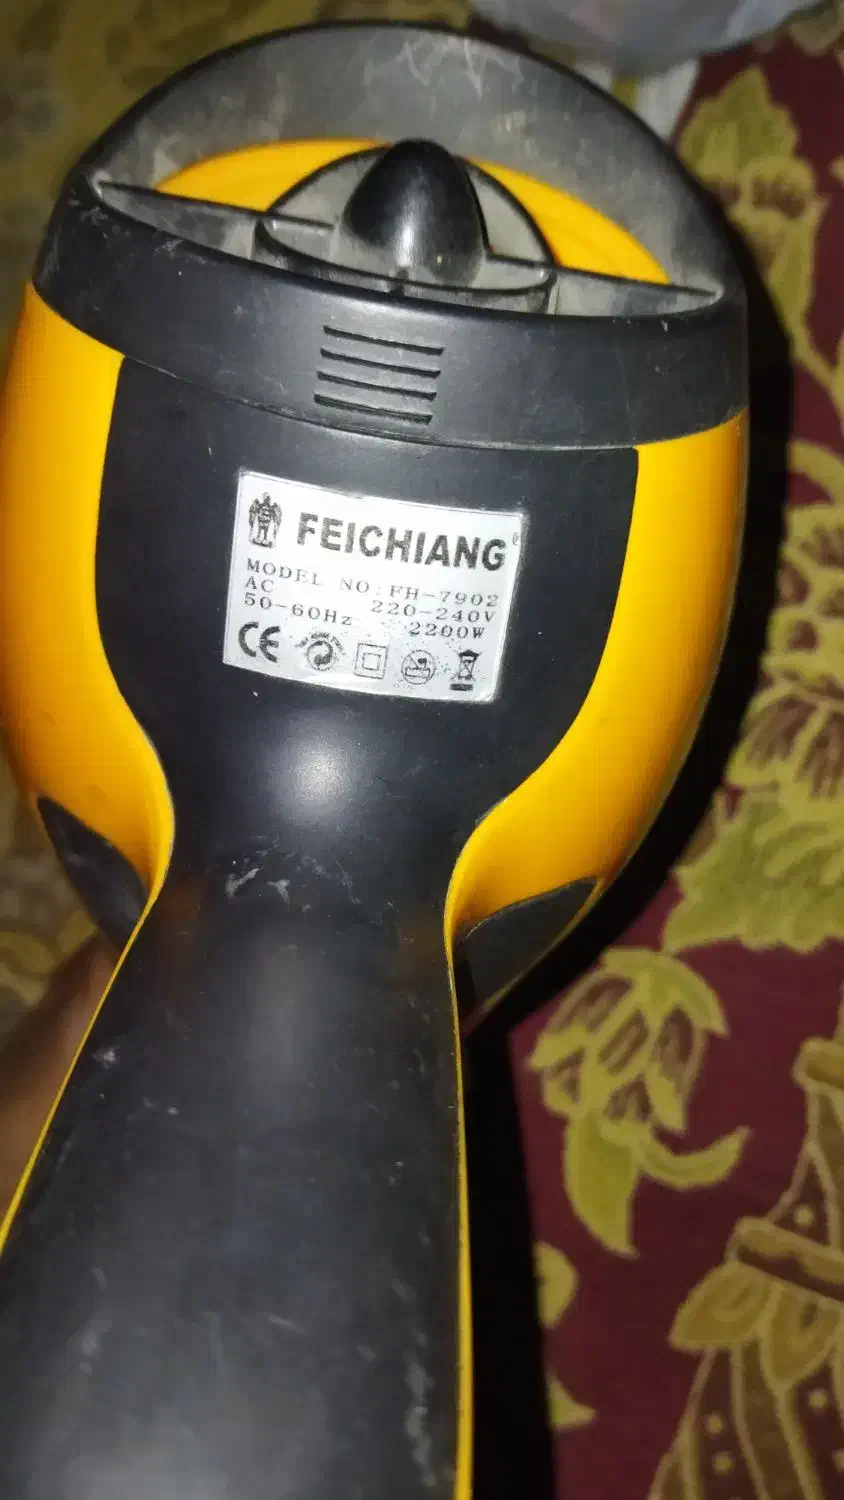 FEICHIANG
MODEL NO: FH-7902
AC 220-240V
50-60Hz 2200W
CE